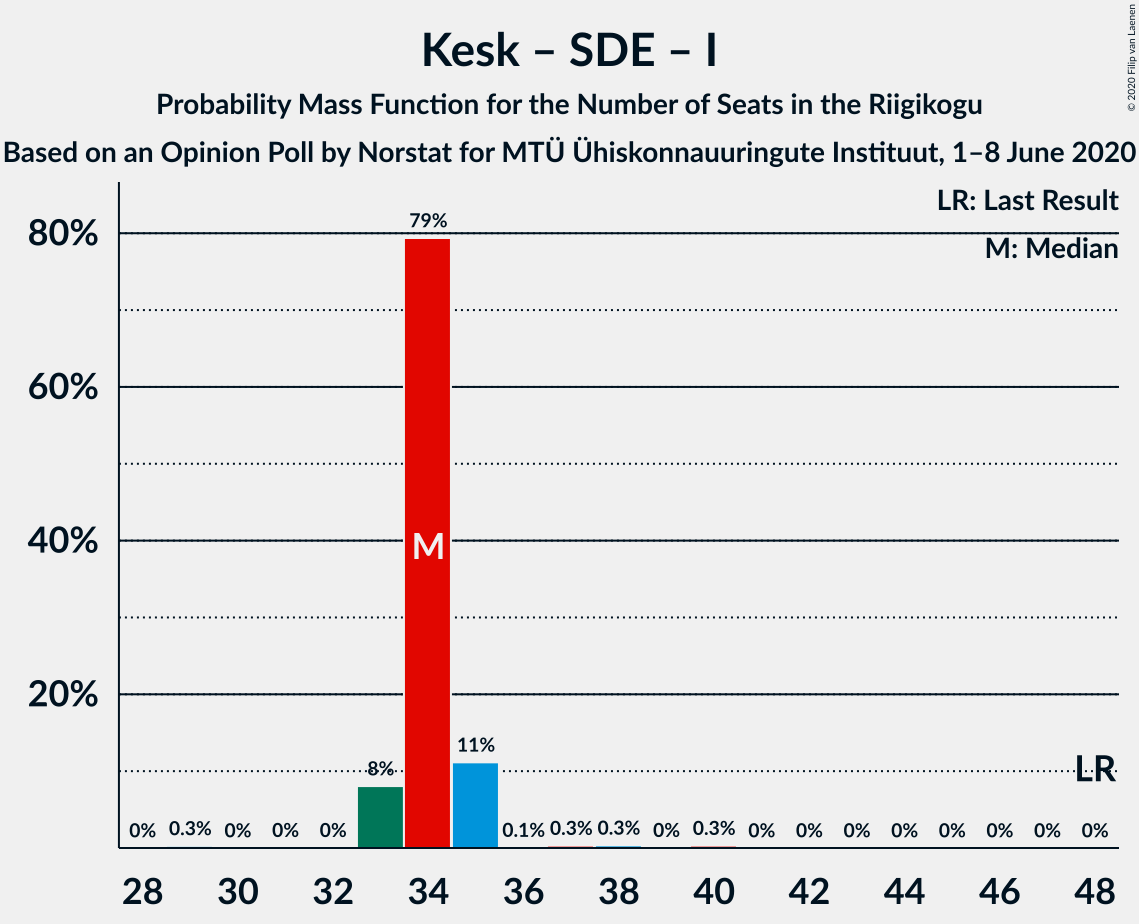 Kesk – SDE – I
Probability Mass Function for the Number of Seats in the Riigikogu
Based on an Opinion Poll by Norstat for MTÜ Ühiskonnauuringute Instituut, 1–8 June 2020
© 2020 Filip van Laenen
LR: Last Result
M: Median
80%
60%
40%
20%
0% 0.3% 0% 0% 0% 8% 79% 11% 0.1% 0.3% 0.3% 0% 0.3% 0% 0% 0% 0% 0% 0% 0% 0%
M
LR
28 30 32 34 36 38 40 42 44 46 48